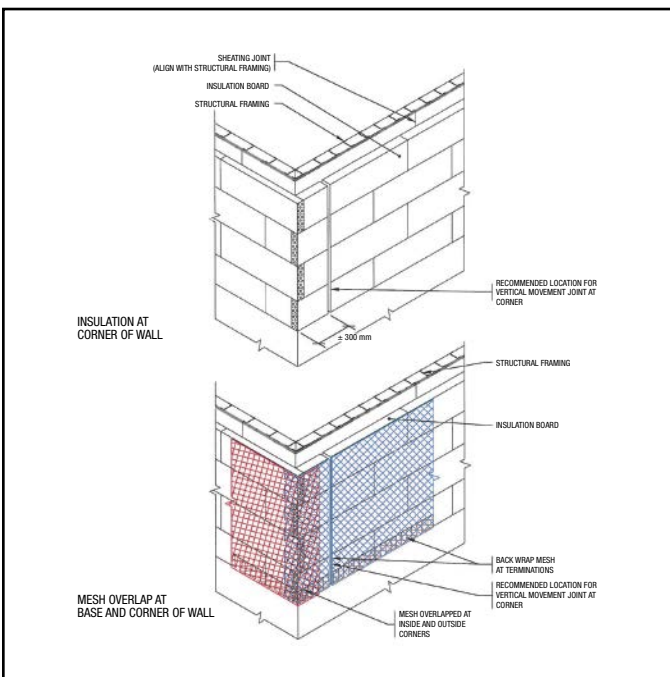 SHEATING JOINT
(ALIGN WITH STRUCTURAL FRAMING)
INSULATION BOARD
STRUCTURAL FRAMING
RECOMMENDED LOCATION FOR
VERTICAL MOVEMENT JOINT AT
CORNER
INSULATION AT
CORNER OF WALL
± 300 mm
STRUCTURAL FRAMING
INSULATION BOARD
BACK WRAP MESH
AT TERMINATIONS
RECOMMENDED LOCATION FOR
VERTICAL MOVEMENT JOINT AT
CORNER
MESH OVERLAP AT
BASE AND CORNER OF WALL
MESH OVERLAPPED AT
INSIDE AND OUTSIDE
CORNERS